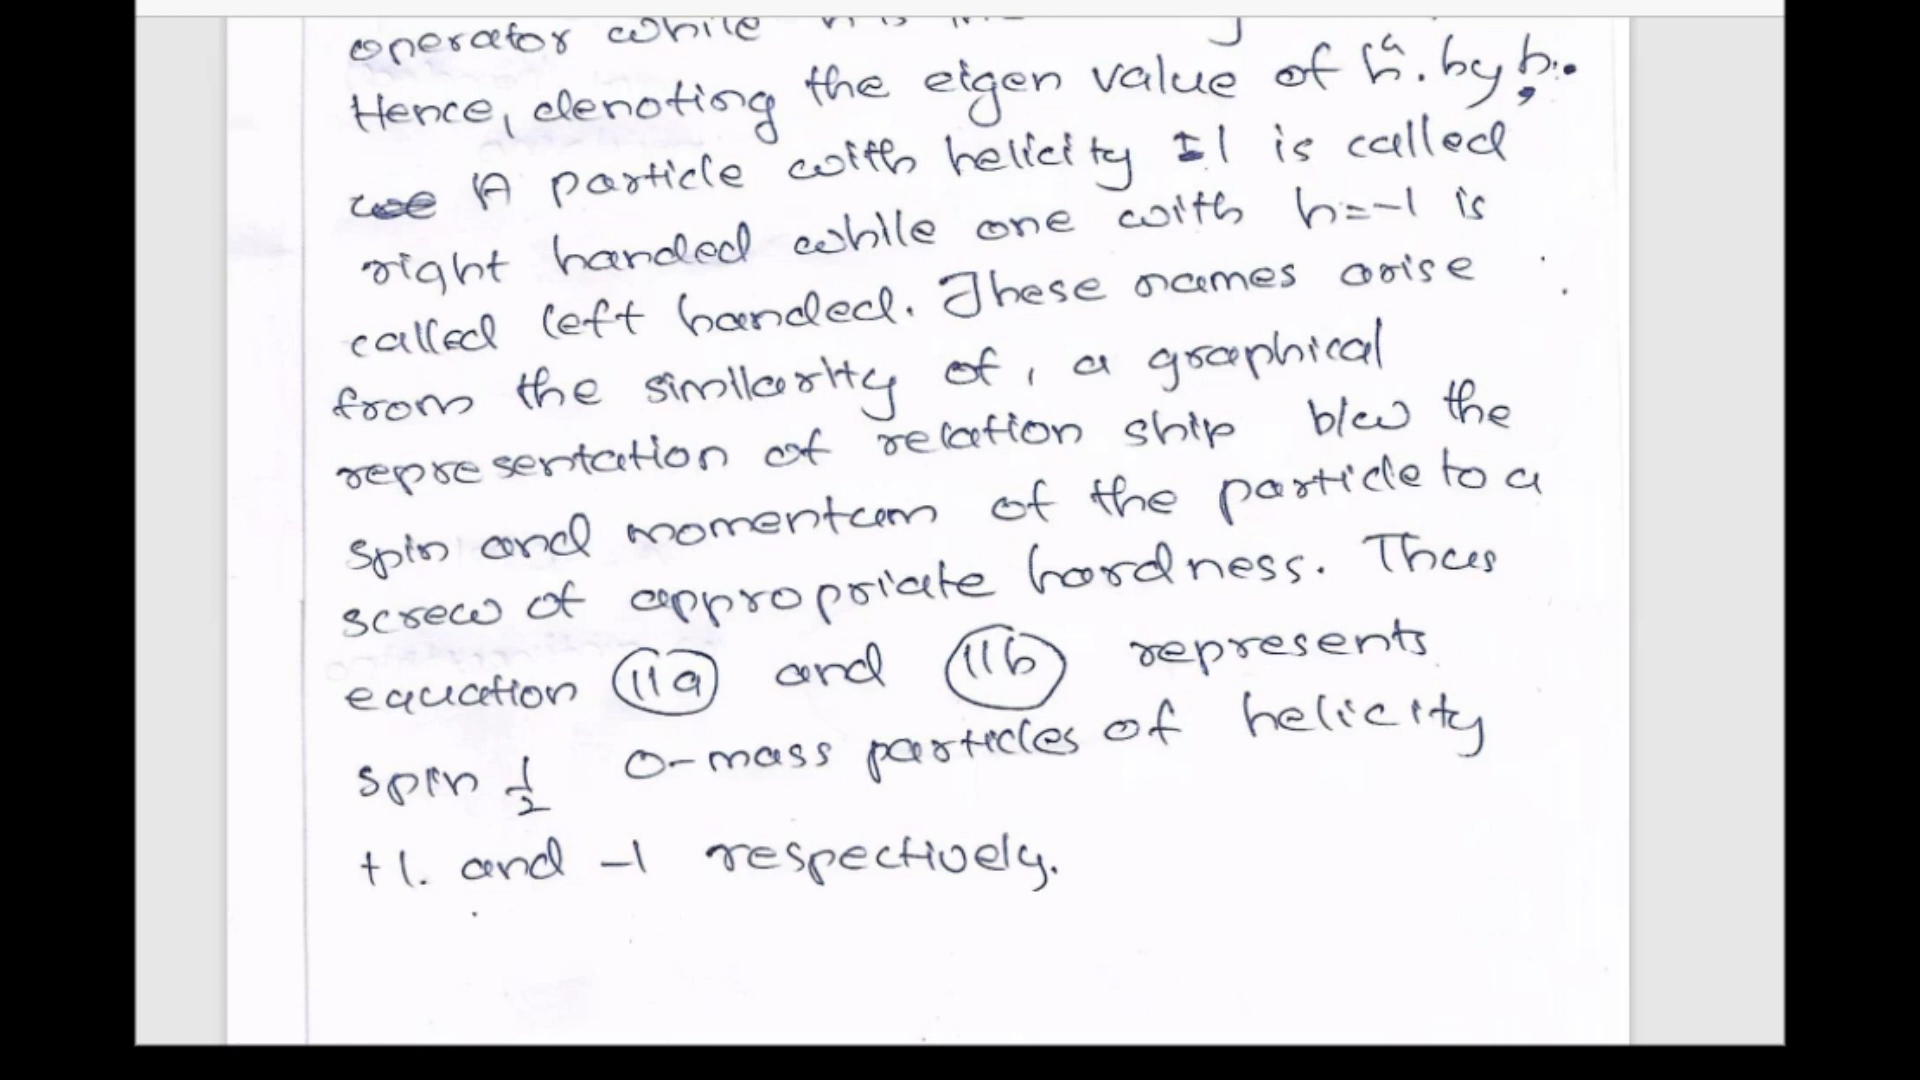 operator while
Hence, denoting the eigen value of ĥ. by h.
A particle with helicity ±1 is called
right handed while one with h=-1 is
called left handed. These names arise
from the similarity of, a graphical
representation of relation ship b/w the
spin and momentum of the particle to a
screw of appropriate hardness. Thus
equation (11a) and (11b) represents
spin 1/2 0-mass particles of helicity
+1. and -1 respectively.